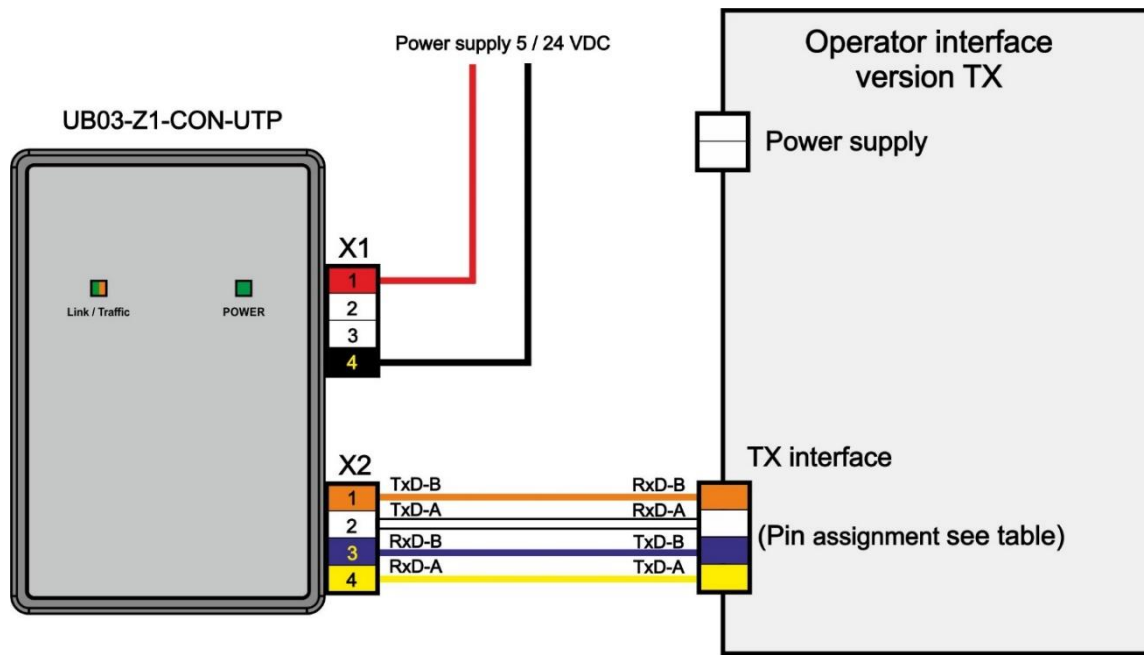 Power supply 5 / 24 VDC
Operator interface
version TX
UB03-Z1-CON-UTP
Power supply
X1
1
2
3
4
Link / Traffic
POWER
X2
TX interface
1 TxD-B RxD-B
2 TxD-A RxD-A
3 RxD-B TxD-B
4 RxD-A TxD-A
(Pin assignment see table)